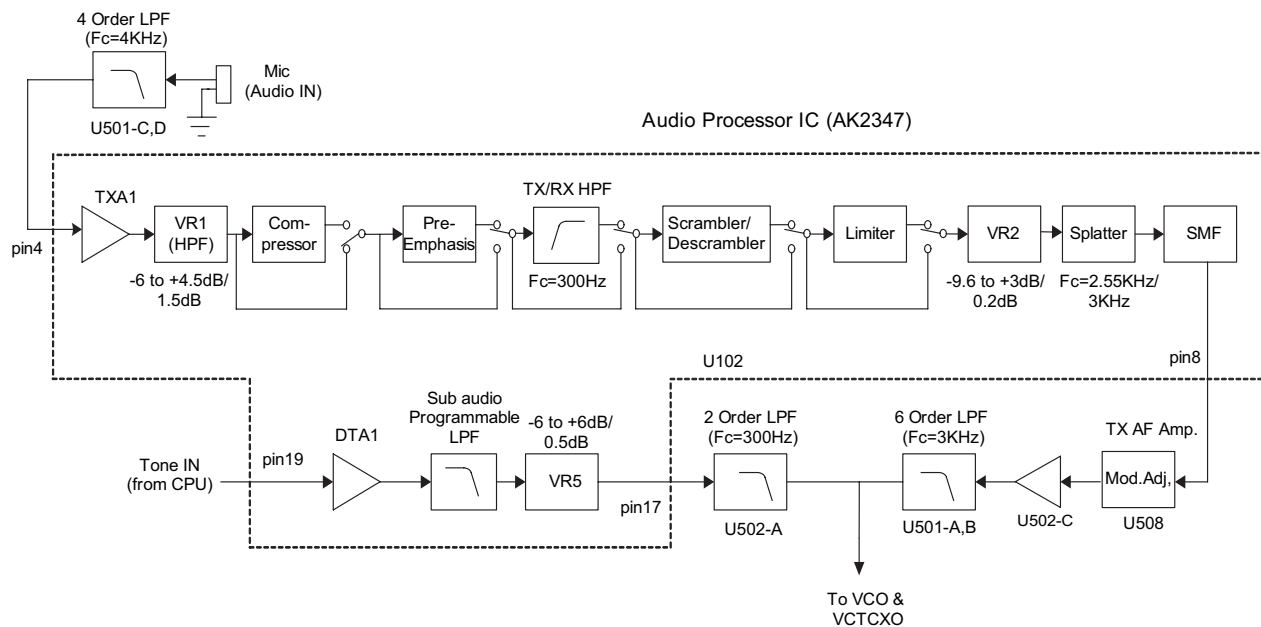 4 Order LPF
(Fc=4KHz)
Mic
(Audio IN)
U501-C,D
Audio Processor IC (AK2347)
TXA1
pin4
VR1
(HPF)
-6 to +4.5dB/
1.5dB
Com-
pressor
Pre-
Emphasis
TX/RX HPF
Fc=300Hz
Scrambler/
Descrambler
Limiter
VR2
-9.6 to +3dB/
0.2dB
Splatter
Fc=2.55KHz/
3KHz
SMF
U102
pin8
Tone IN
(from CPU)
pin19
DTA1
Sub audio
Programmable
LPF
-6 to +6dB/
0.5dB
VR5
pin17
2 Order LPF
(Fc=300Hz)
U502-A
6 Order LPF
(Fc=3KHz)
U501-A,B
TX AF Amp.
U502-C
Mod.Adj,
U508
To VCO &
VCTCXO